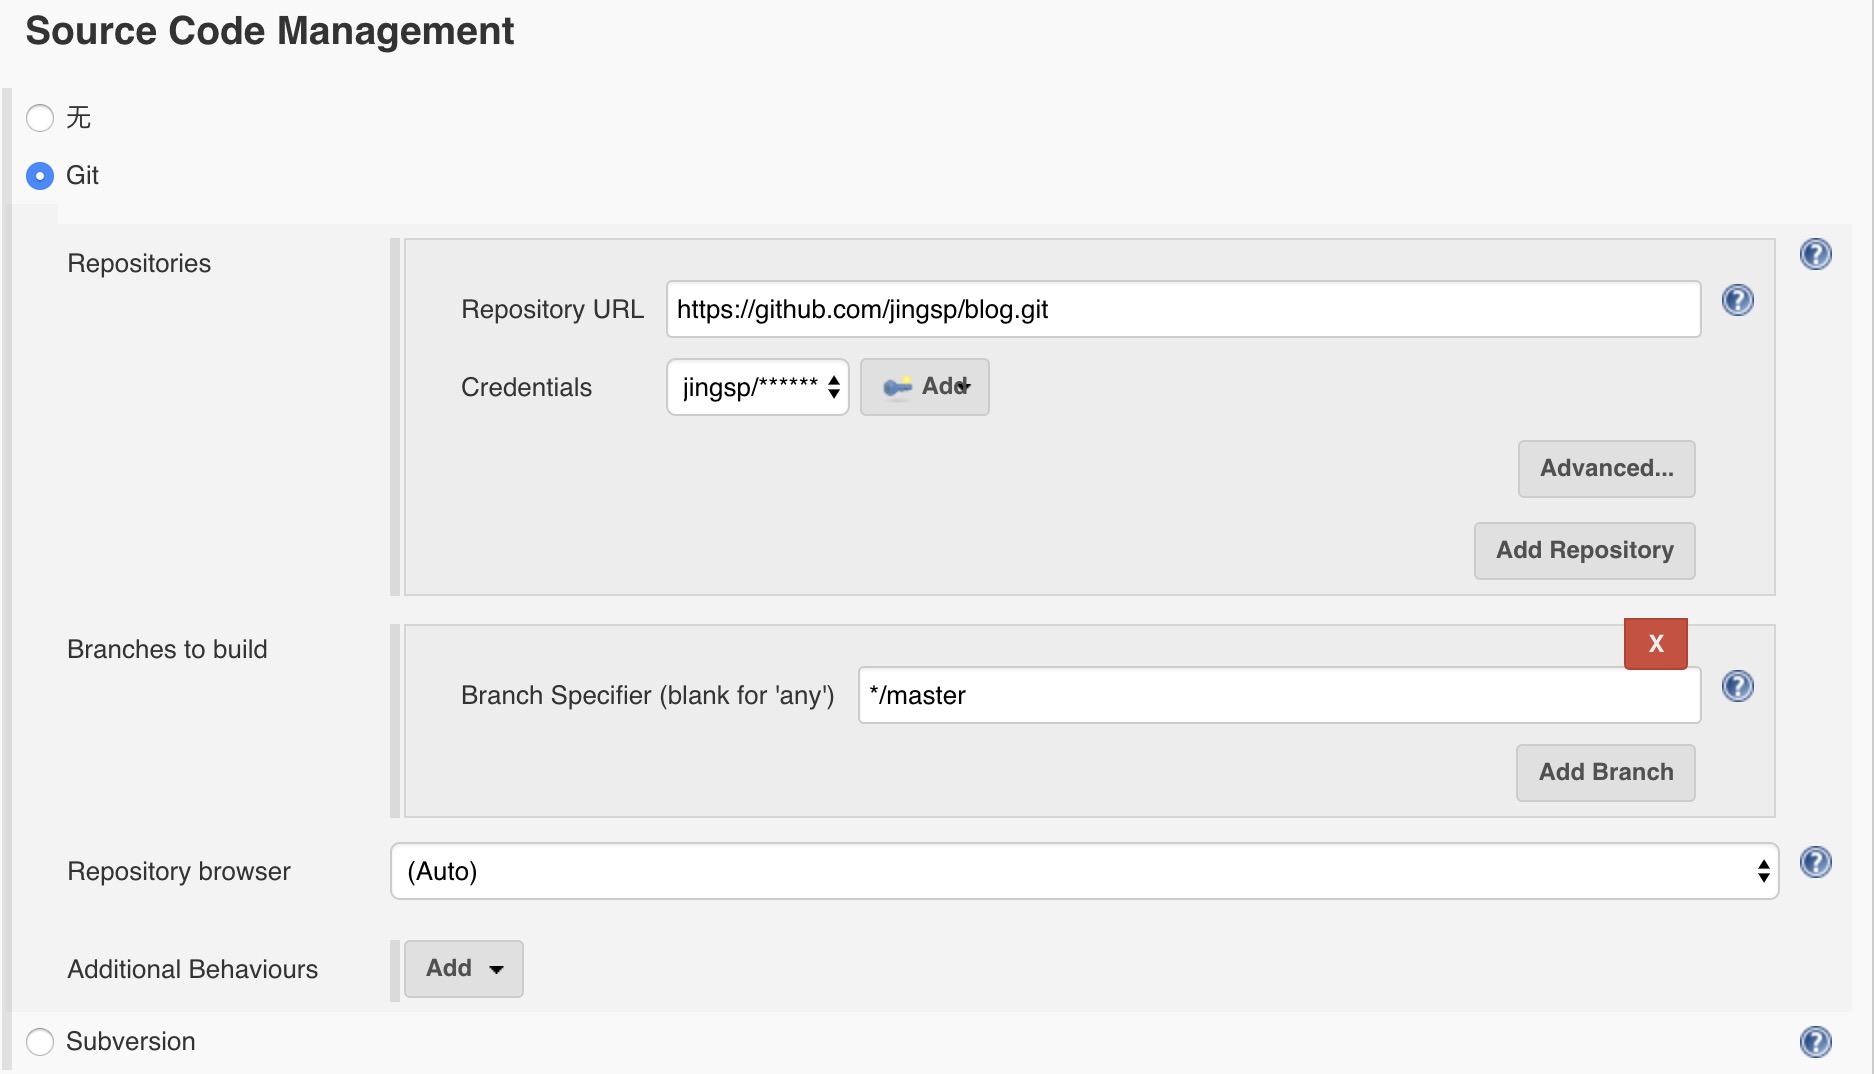 Source Code Management
无
Git
Repositories
Repository URL https://github.com/jingsp/blog.git
Credentials jingsp/****** Add
Advanced...
Add Repository
Branches to build
X
Branch Specifier (blank for 'any') */master
Add Branch
Repository browser (Auto)
Additional Behaviours Add
Subversion